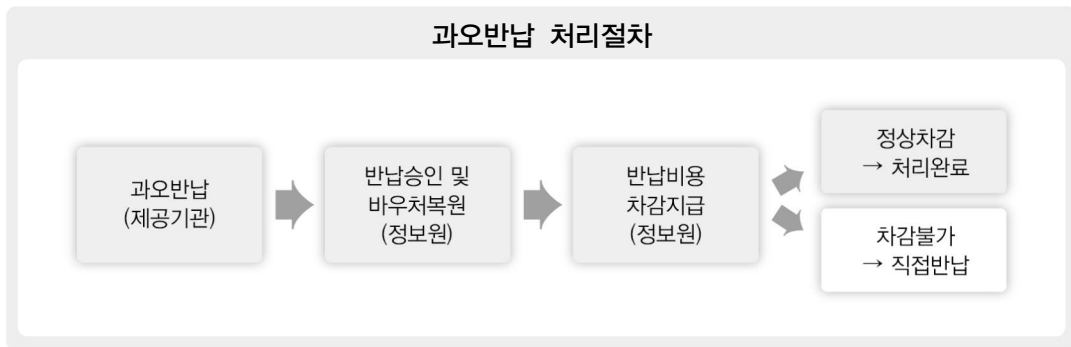 과오반납 처리절차
과오반납
(제공기관)
반납승인 및
바우처복원
(정보원)
반납비용
차감지급
(정보원)
정상차감
→ 처리완료
차감불가
→ 직접반납